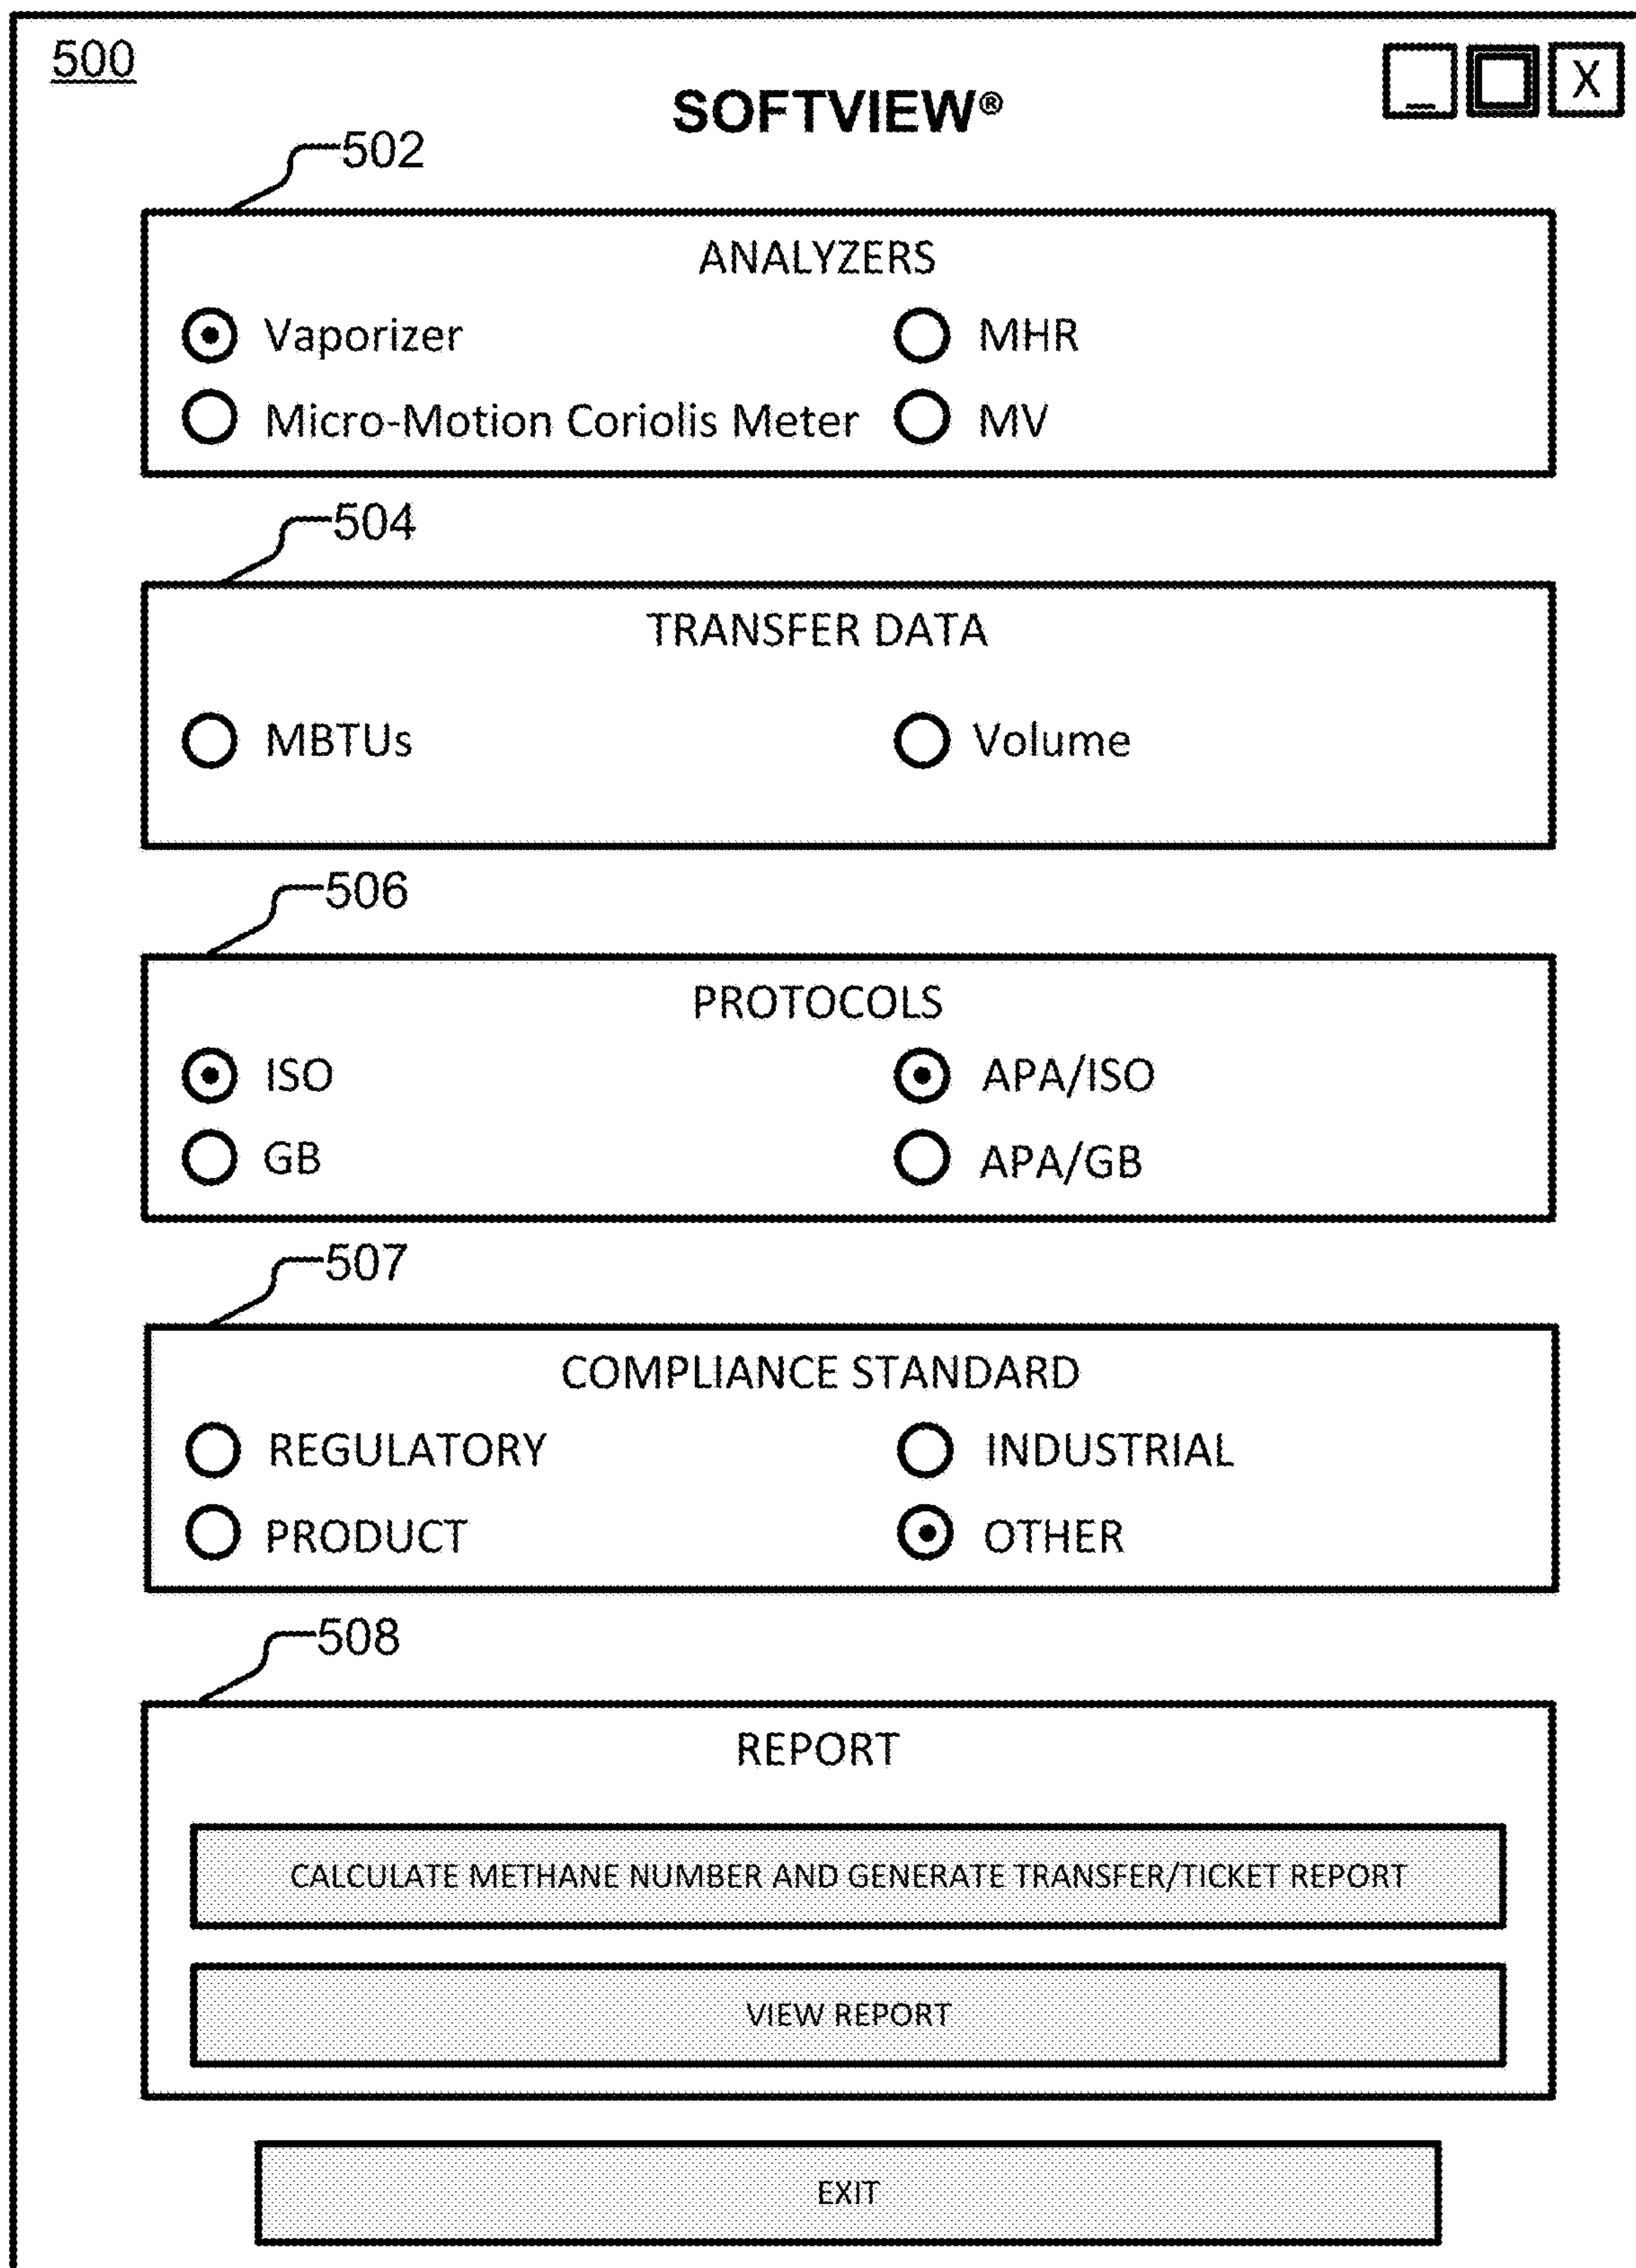 500
SOFTVIEW®
_ X
502
ANALYZERS
Vaporizer MHR
Micro-Motion Coriolis Meter MV
504
TRANSFER DATA
MBTUs Volume
506
PROTOCOLS
ISO APA/ISO
GB APA/GB
507
COMPLIANCE STANDARD
REGULATORY INDUSTRIAL
PRODUCT OTHER
508
REPORT
CALCULATE METHANE NUMBER AND GENERATE TRANSFER/TICKET REPORT
VIEW REPORT
EXIT